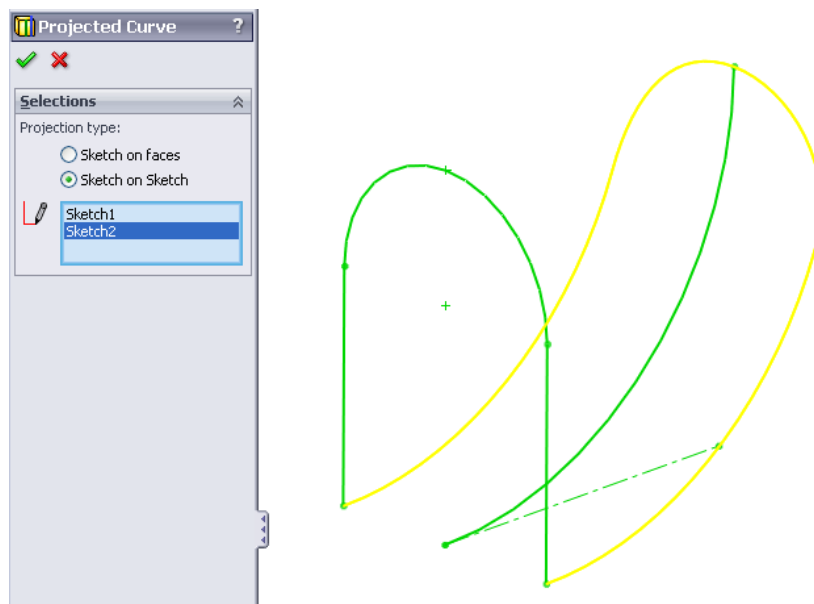 Projected Curve ?
Selections
Projection type:
Sketch on faces
Sketch on Sketch
Sketch1
Sketch2